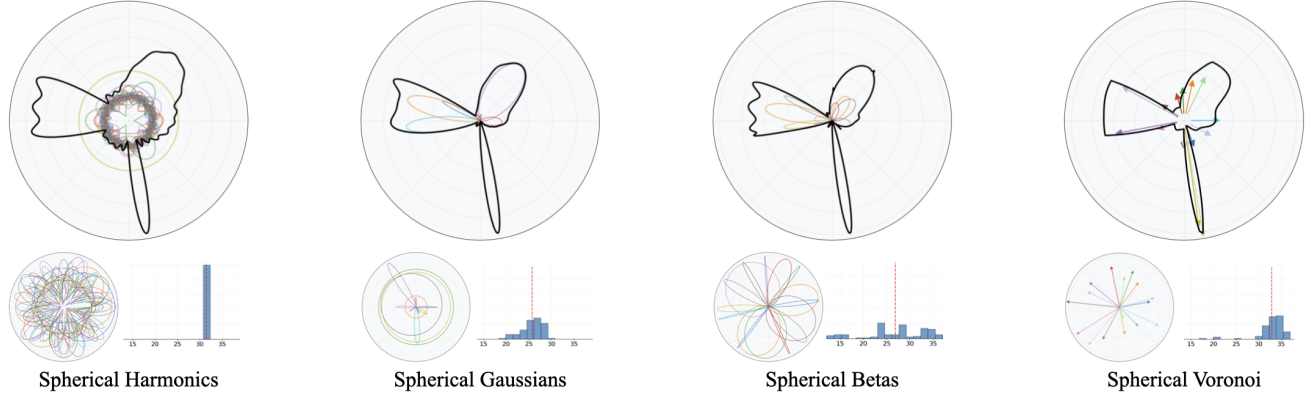 15 20 25 30 35
15 20 25 30 35
15 20 25 30 35
15 20 25 30 35
Spherical Harmonics
Spherical Gaussians
Spherical Betas
Spherical Voronoi